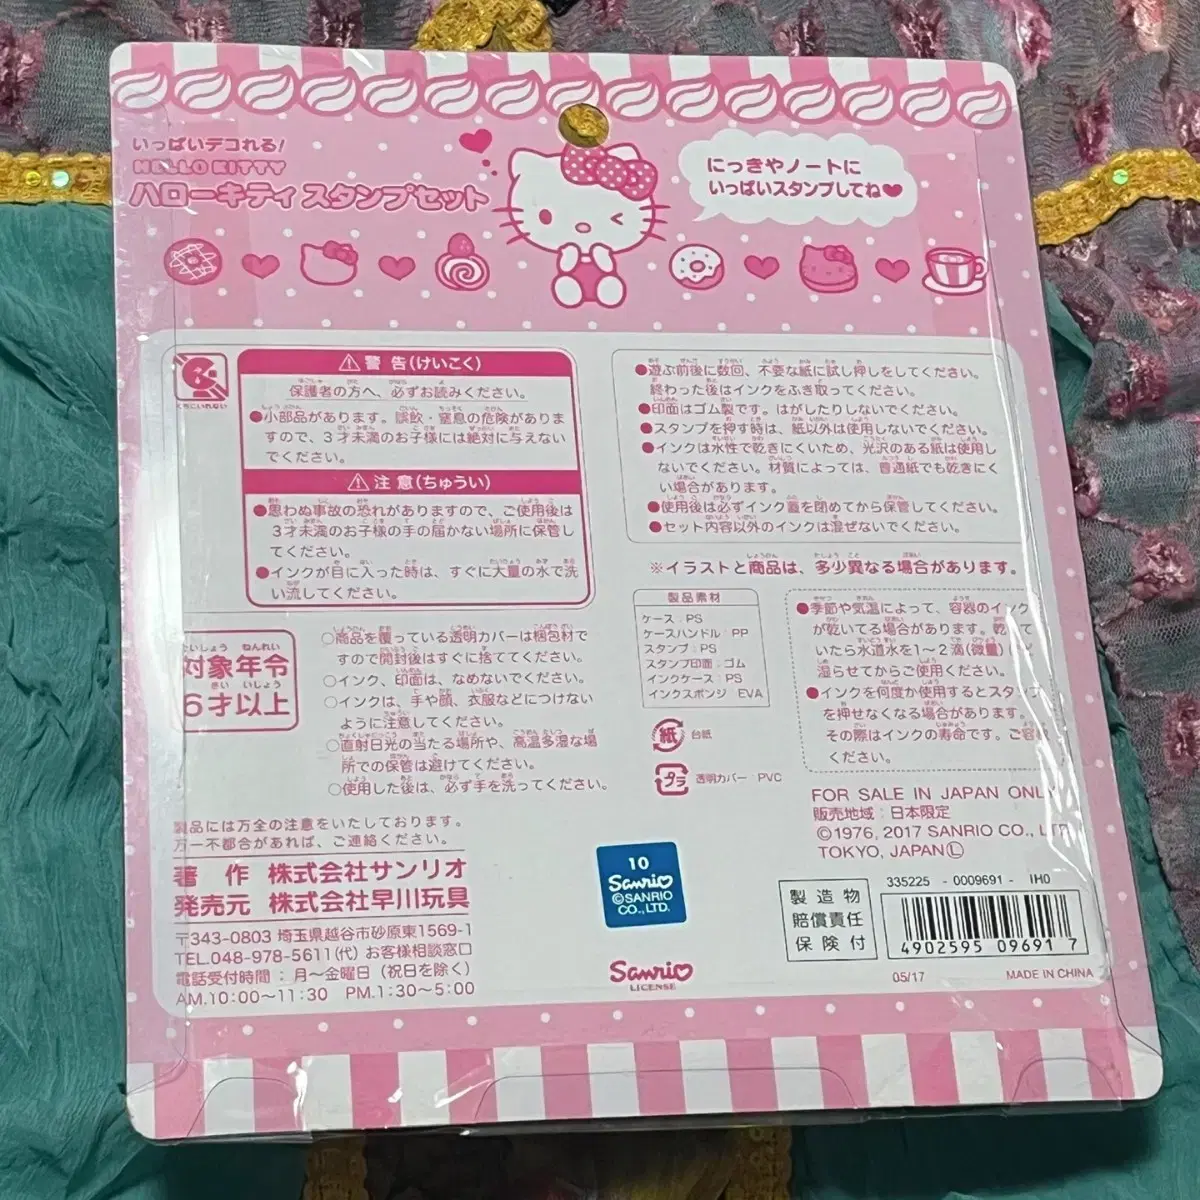 いっぱいデコれる!
HELLO KITTY
ハローキティ スタンプセット
にっきやノートに
いっぱいスタンプしてね♥
くちにいれない
⚠警告(けいこく)
保護者の方へ、必ずお読みください。
●小部品があります。誤飲・窒息の危険がありま
すので、3才未満のお子様には絶対に与えない
でください。
⚠注意(ちゅうい)
●思わぬ事故の恐れがありますので、ご使用後は
3才未満のお子様の手の届かない場所に保管し
てください。
●インクが目に入った時は、すぐに大量の水で洗
い流してください。
対象年令
6才以上
○商品を覆っている透明カバーは梱包材で
すので開封後はすぐに捨ててください。
○インク、印面は、なめないでください。
○インクは、手や顔、衣服などにつけない
ように注意してください。
○直射日光の当たる場所や、高温多湿な場
所での保管は避けてください。
○使用した後は、必ず手を洗ってください。
製品には万全の注意をいたしております。
万一不都合があれば、ご連絡ください。
著 作 株式会社サンリオ
発売元 株式会社早川玩具
〒343-0803 埼玉県越谷市砂原東1569-1
TEL.048-978-5611(代) お客様相談窓口
電話受付時間:月〜金曜日(祝日を除く)
AM.10:00〜11:30 PM.1:30〜5:00
●遊ぶ前後に数回、不要な紙に試し押しをしてください。
終わった後はインクをふき取ってください。
●印面はゴム製です。はがしたりしないでください。
●スタンプを押す時は、紙以外は使用しないでください。
●インクは水性で乾きにくいため、光沢のある紙は使用し
ないでください。材質によっては、普通紙でも乾きにく
い場合があります。
●使用後は必ずインク蓋を閉めてから保管してください。
●セット内容以外のインクは混ぜないでください。
※イラストと商品は、多少異なる場合があります。
製品素材
ケース:PS
ケースハンドル:PP
スタンプ:PS
スタンプ印面:ゴム
インクケース:PS
インクスポンジ EVA
紙 台紙
プラ 透明カバー PVC
●季節や気温によって、容器のインク
が乾いてる場合があります。乾いて
いたら水道水を1〜2滴(微量)
湿らせてからご使用ください。
●インクを何度か使用するとスタンプ
を押せなくなる場合があります。
その際はインクの寿命です。ご容
ください。
FOR SALE IN JAPAN ONLY
販売地域:日本限定
©1976, 2017 SANRIO CO., LTD.
TOKYO, JAPAN Ⓛ
10
Sanrio
©SANRIO
CO., LTD.
Sanrio
LICENSE
製造物
賠償責任
保険付
335225 - 0009691 - IH0
4902595 09691 7
05/17 MADE IN CHINA